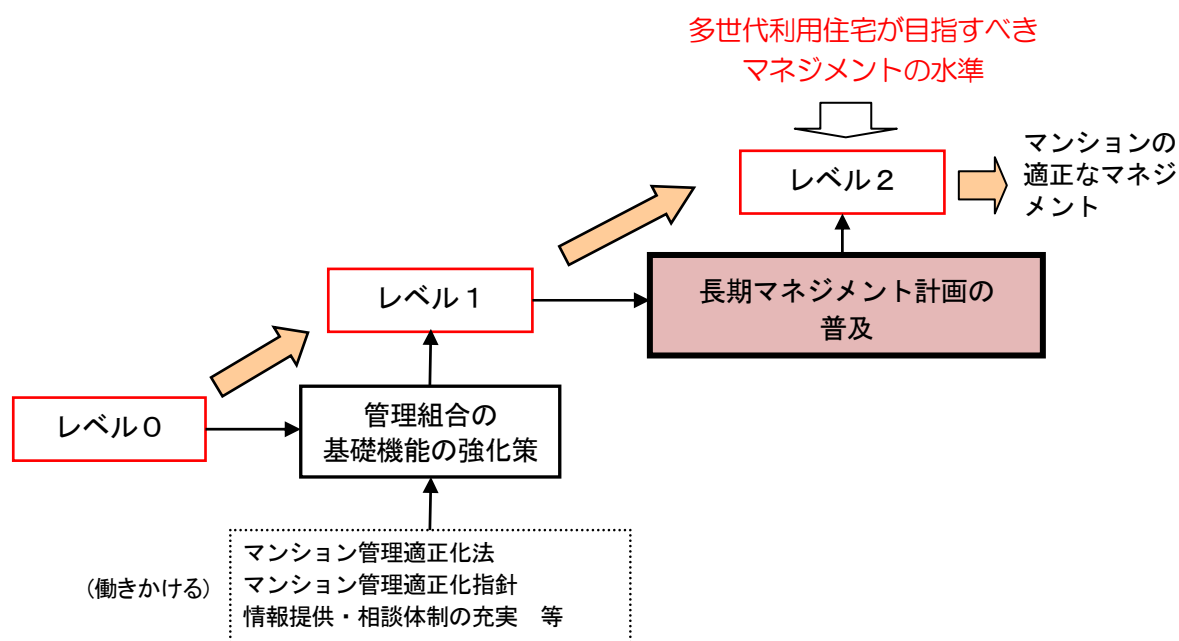 多世代利用住宅が目指すべき
マネジメントの水準
レベル２
マンションの
適正なマネジ
メント
長期マネジメント計画の
普及
レベル１
レベル０
管理組合の
基礎機能の強化策
（働きかける）
マンション管理適正化法
マンション管理適正化指針
情報提供・相談体制の充実　等